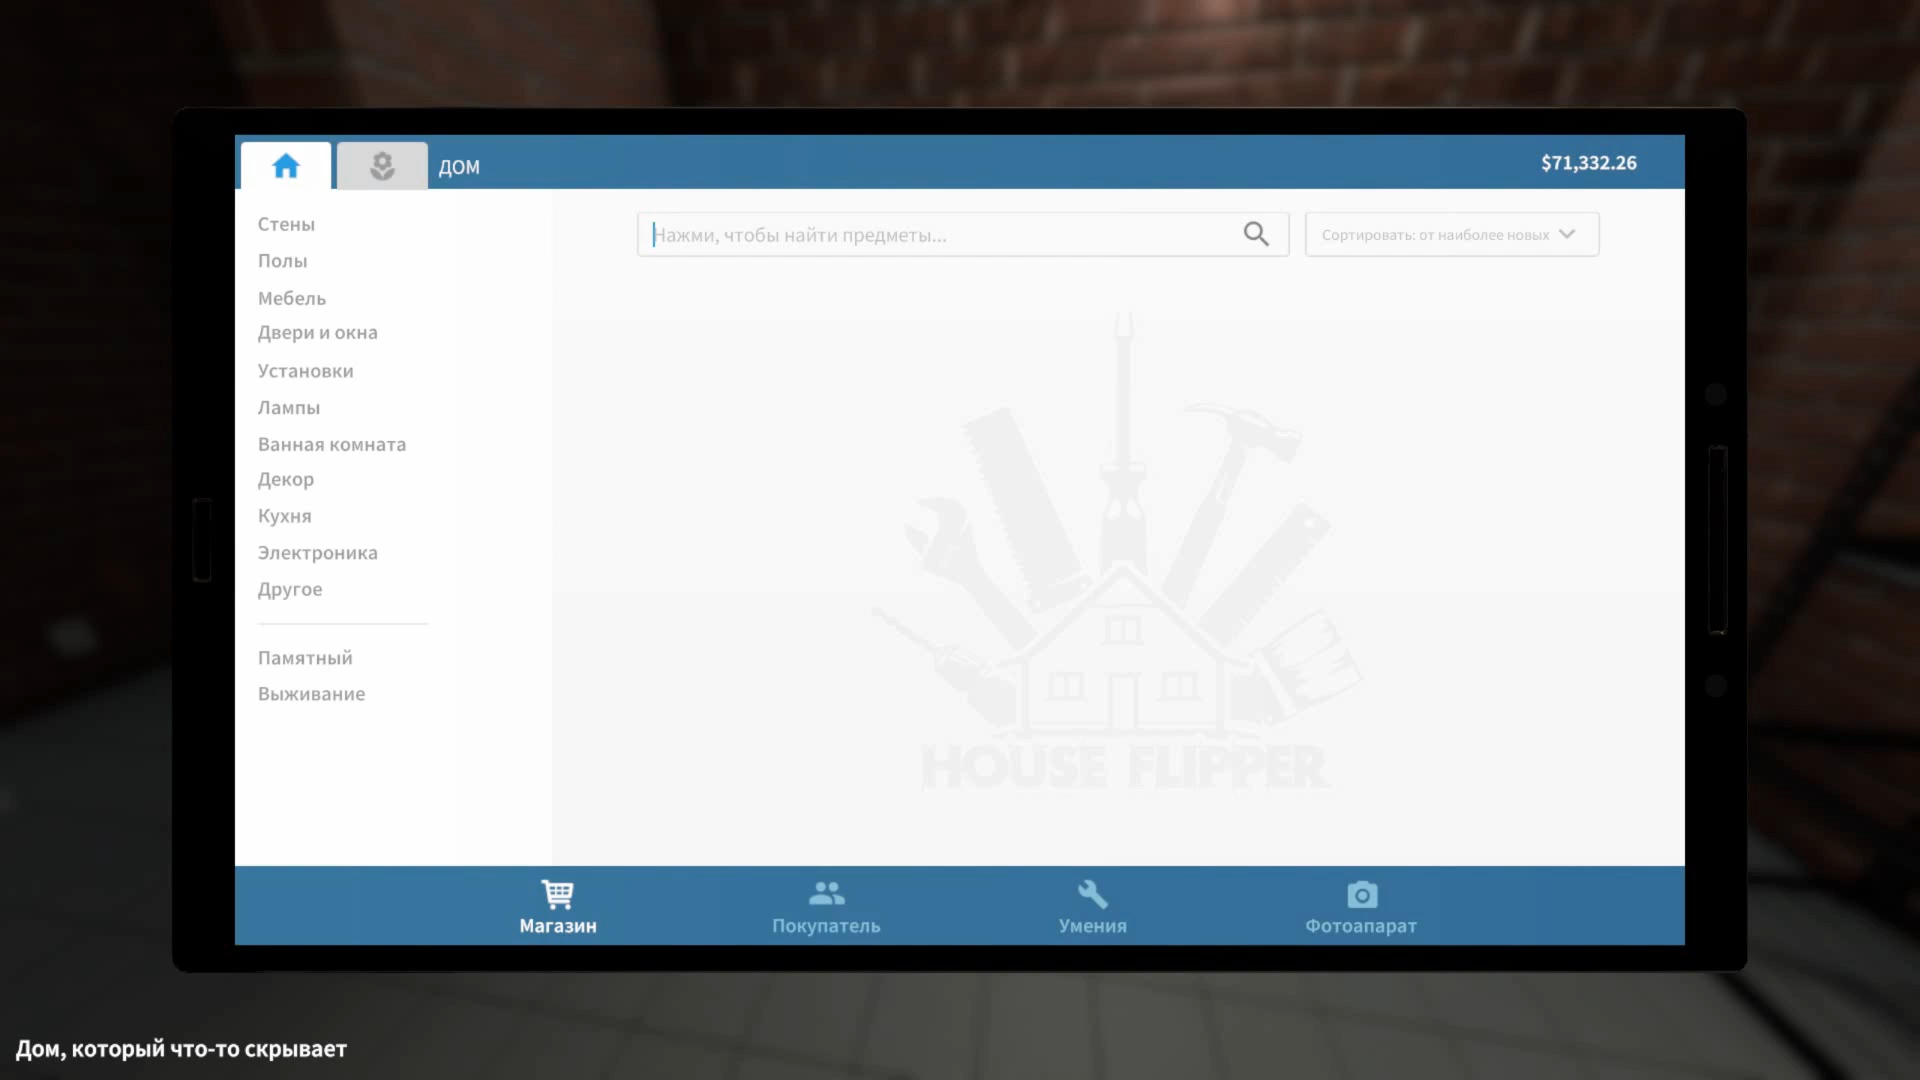 ДОМ
$71,332.26
Нажми, чтобы найти предметы...
Сортировать: от наиболее новых
Стены
Полы
Мебель
Двери и окна
Установки
Лампы
Ванная комната
Декор
Кухня
Электроника
Другое
Памятный
Выживание
HOUSE FLIPPER
Магазин
Покупатель
Умения
Фотоапарат
Дом, который что-то скрывает